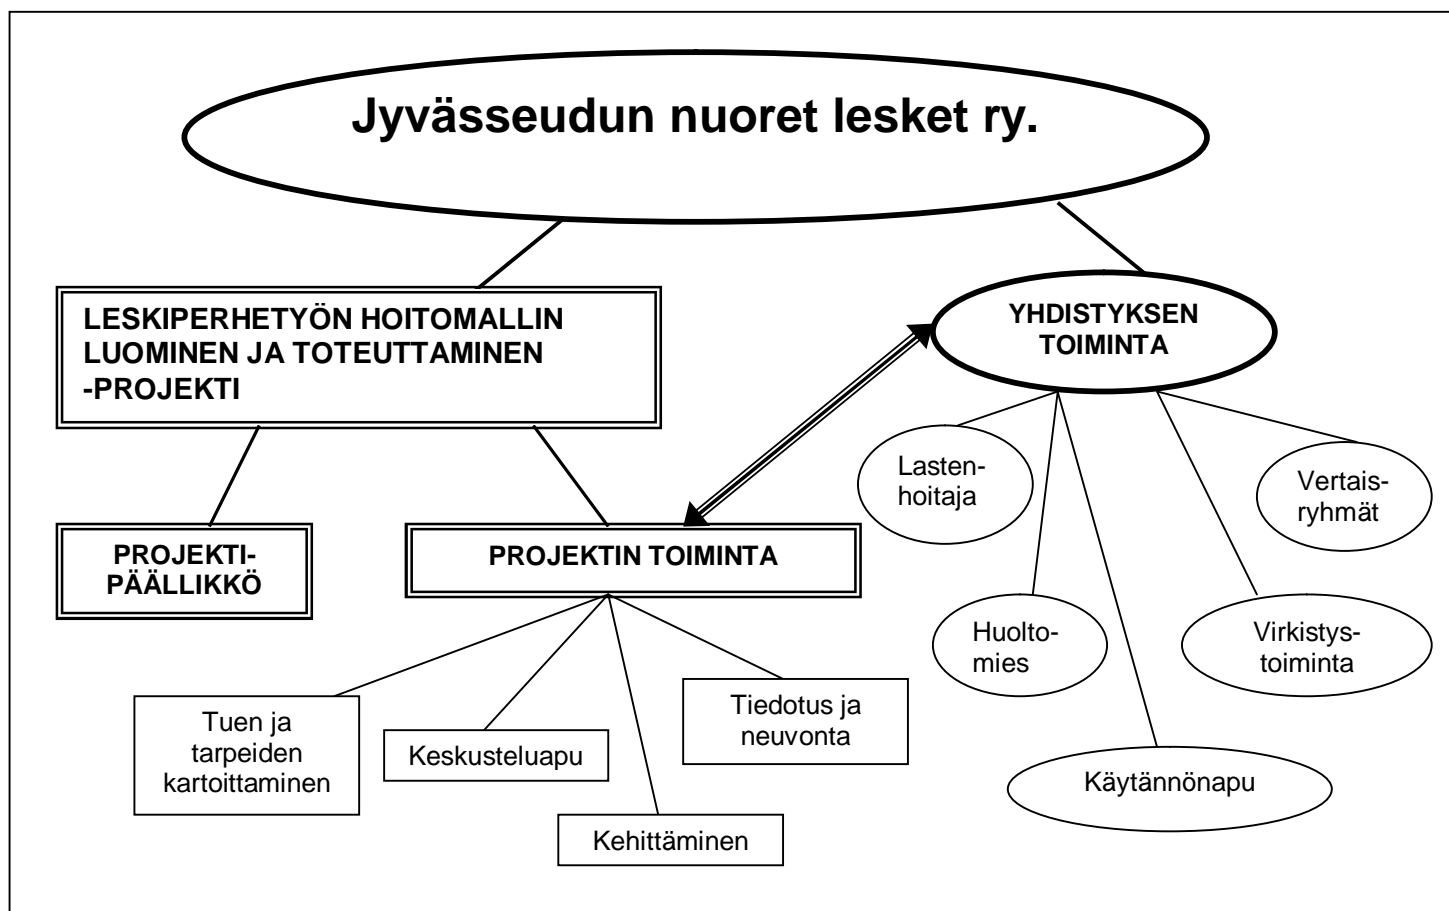 Jyvässeudun nuoret lesket ry.
LESKIPERHETYÖN HOITOMALLIN
LUOMINEN JA TOTEUTTAMINEN
-PROJEKTI
YHDISTYKSEN
TOIMINTA
PROJEKTI-
PÄÄLLIKKÖ
PROJEKTIN TOIMINTA
Lasten-
hoitaja
Vertais-
ryhmät
Huolto-
mies
Virkistys-
toiminta
Tuen ja
tarpeiden
kartoittaminen
Keskusteluapu
Tiedotus ja
neuvonta
Kehittäminen
Käytännönapu